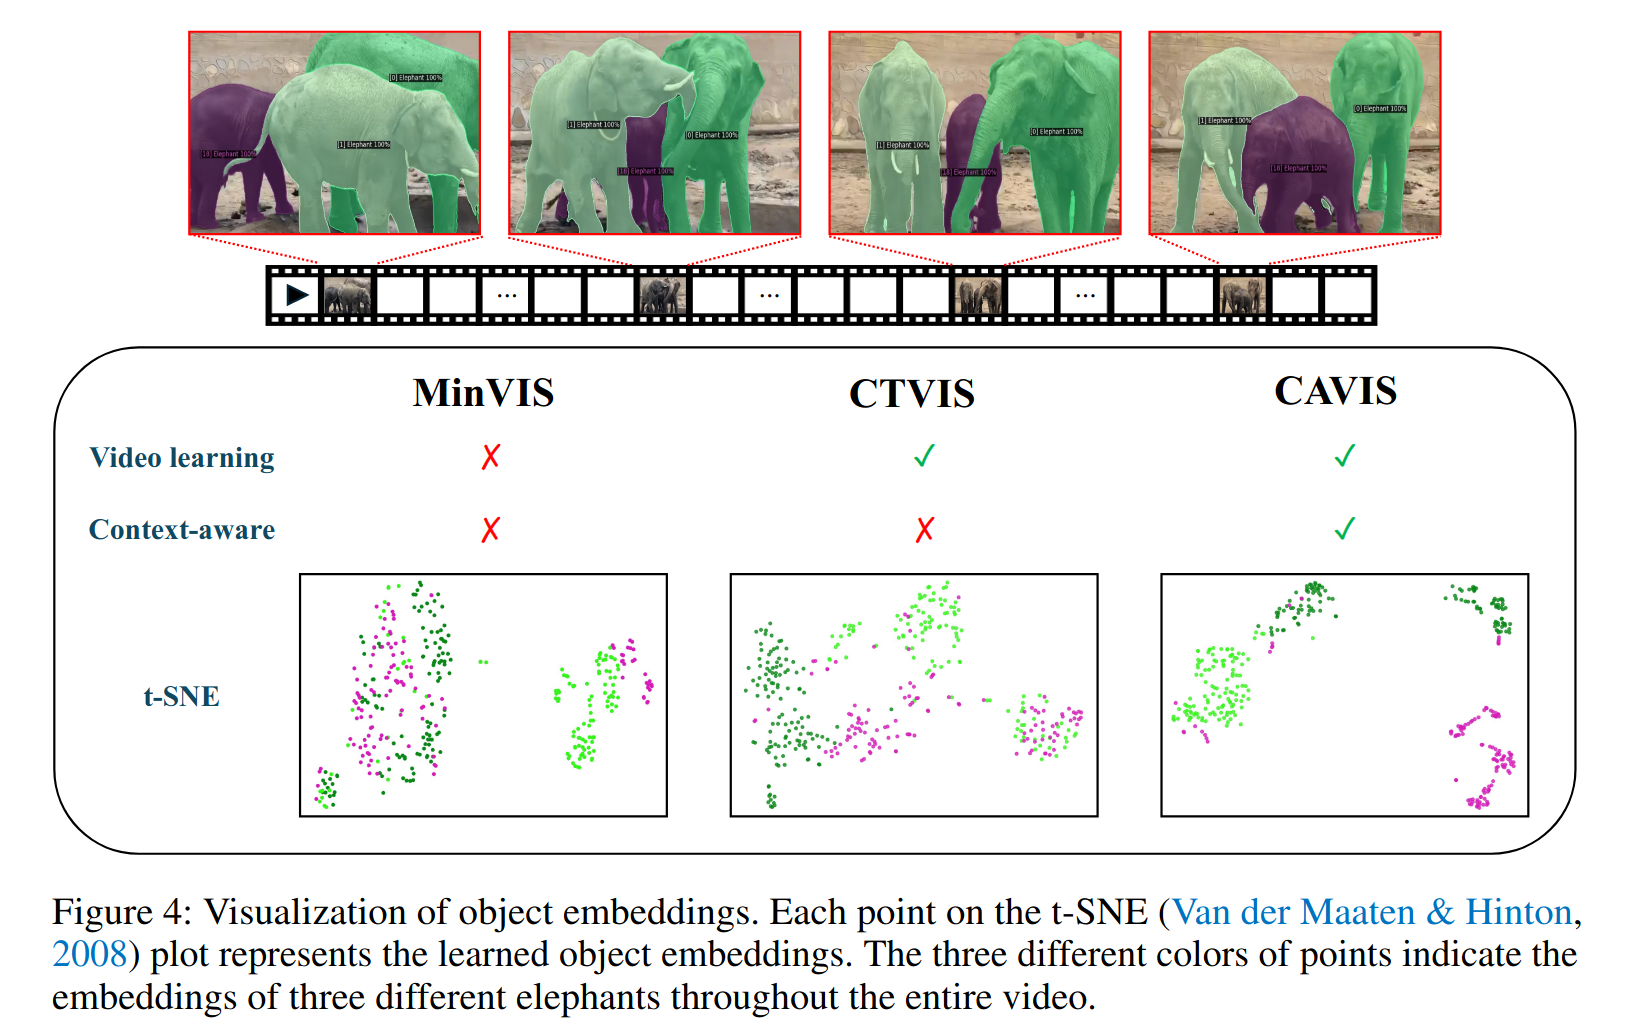 [0] Elephant 100%
[1] Elephant 100%
[18] Elephant 100%
[1] Elephant 100%
[0] Elephant 100%
[18] Elephant 100%
[0] Elephant 100%
[1] Elephant 100%
[18] Elephant 100%
[0] Elephant 100%
[1] Elephant 100%
[18] Elephant 100%
... ... ...
MinVIS CTVIS CAVIS
Video learning ✗ ✓ ✓
Context-aware ✗ ✗ ✓
t-SNE
Figure 4: Visualization of object embeddings. Each point on the t-SNE (Van der Maaten & Hinton,
2008) plot represents the learned object embeddings. The three different colors of points indicate the
embeddings of three different elephants throughout the entire video.